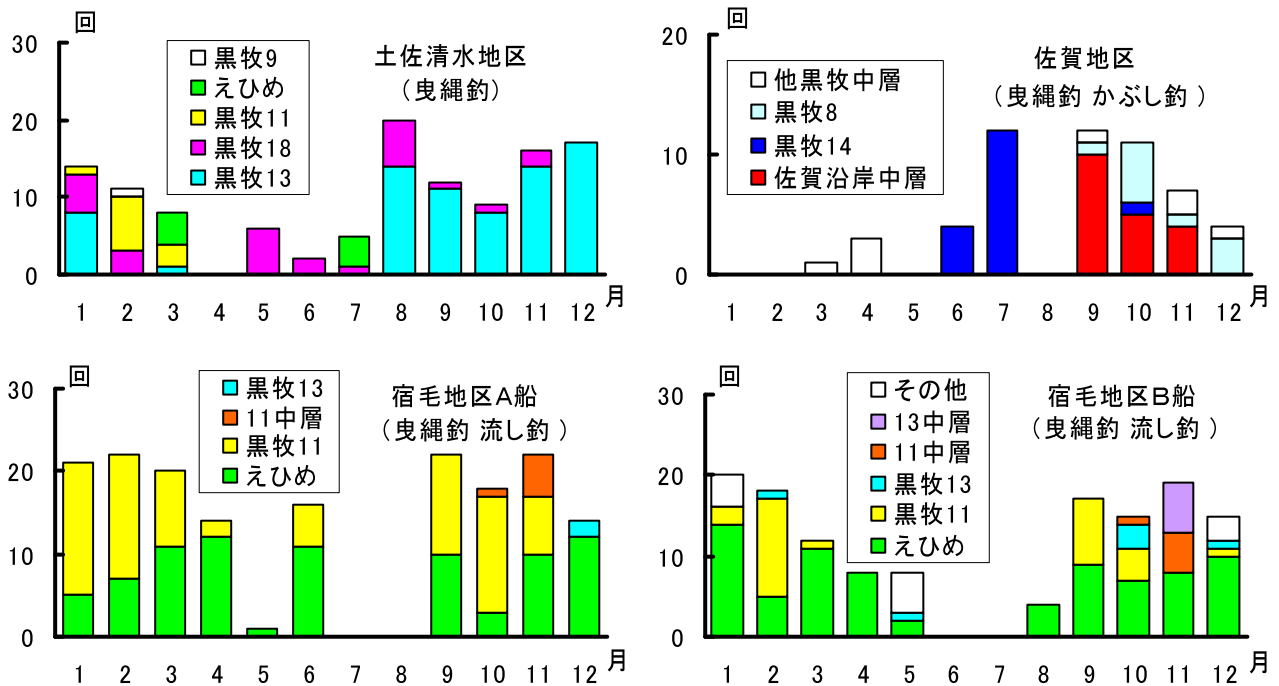 回
土佐清水地区
（曳縄釣）
黒牧9
えひめ
黒牧11
黒牧18
黒牧13
30
20
10
0
1 2 3 4 5 6 7 8 9 10 11 12 月
回
佐賀地区
（曳縄釣 かぶし釣 ）
他黒牧中層
黒牧8
黒牧14
佐賀沿岸中層
20
10
0
1 2 3 4 5 6 7 8 9 10 11 12 月
回
宿毛地区A船
（曳縄釣 流し釣 ）
黒牧13
11中層
黒牧11
えひめ
30
20
10
0
1 2 3 4 5 6 7 8 9 10 11 12 月
回
宿毛地区B船
（曳縄釣 流し釣 ）
その他
13中層
11中層
黒牧13
黒牧11
えひめ
30
20
10
0
1 2 3 4 5 6 7 8 9 10 11 12 月